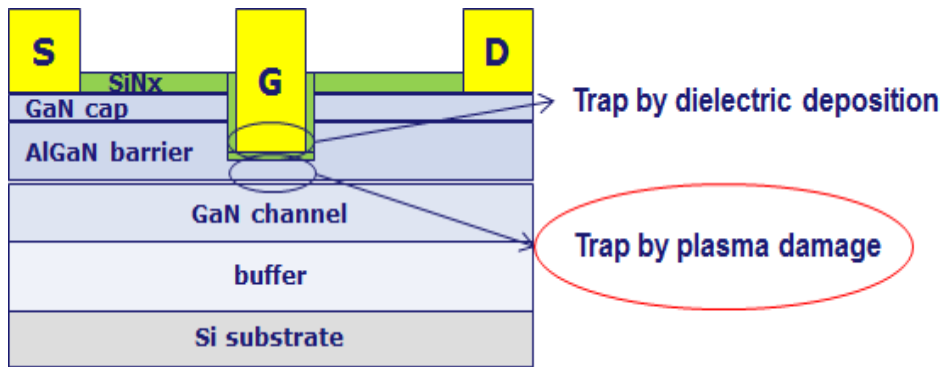 S
G
D
SiNx
GaN cap
Trap by dielectric deposition
AlGaN barrier
GaN channel
Trap by plasma damage
buffer
Si substrate